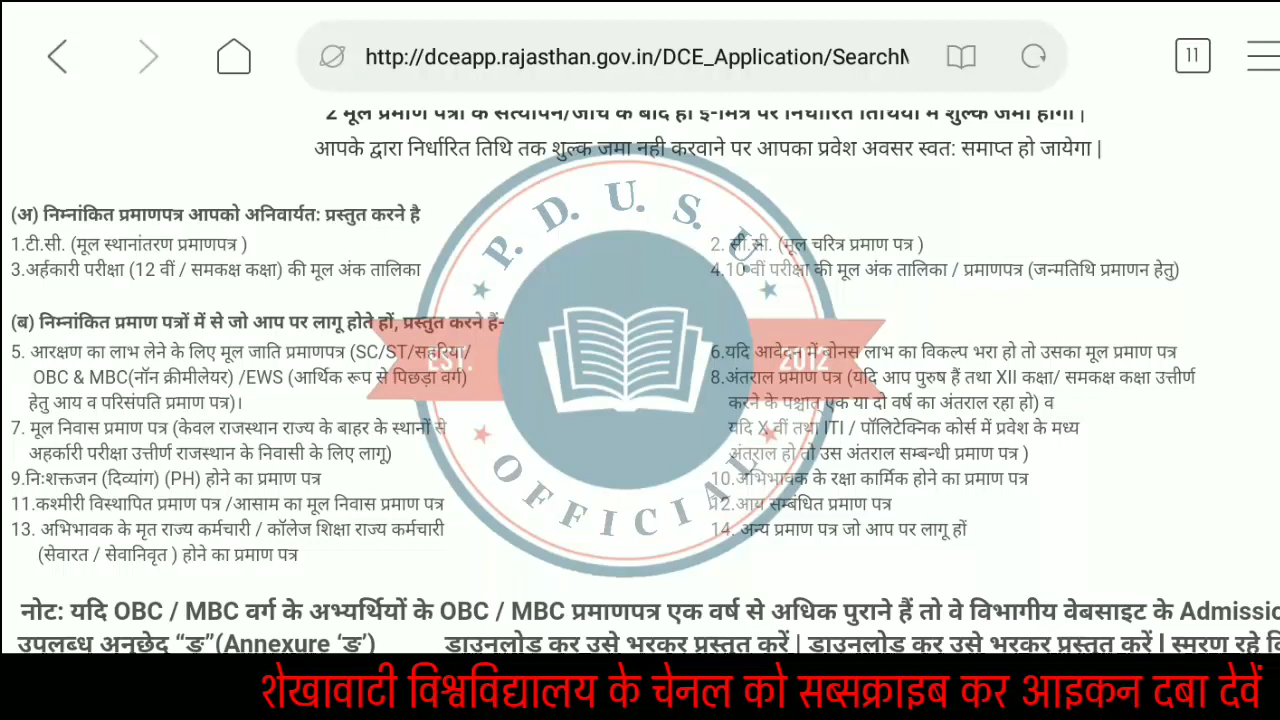 http://dceapp.rajasthan.gov.in/DCE_Application/SearchM
11
2 मूल प्रमाण पत्रों के सत्यापन/जांच के बाद ही ई-मित्र पर निर्धारित तिथियों में शुल्क जमा होगा |
आपके द्वारा निर्धारित तिथि तक शुल्क जमा नही करवाने पर आपका प्रवेश अवसर स्वत: समाप्त हो जायेगा |
P. D. U. S. U
(अ) निम्नांकित प्रमाणपत्र आपको अनिवार्यत: प्रस्तुत करने है
1.टी.सी. (मूल स्थानांतरण प्रमाणपत्र )
2. सी.सी. (मूल चरित्र प्रमाण पत्र )
3.अर्हकारी परीक्षा (12 वीं / समकक्ष कक्षा) की मूल अंक तालिका
4.10 वीं परीक्षा की मूल अंक तालिका / प्रमाणपत्र (जन्मतिथि प्रमाणन हेतु)
(ब) निम्नांकित प्रमाण पत्रों में से जो आप पर लागू होते हों, प्रस्तुत करने हैं-
5. आरक्षण का लाभ लेने के लिए मूल जाति प्रमाणपत्र (SC/ST/सहरिया/
OBC & MBC(नॉन क्रीमीलेयर) /EWS (आर्थिक रूप से पिछड़ा वर्ग)
हेतु आय व परिसंपति प्रमाण पत्र)।
6.यदि आवेदन में बोनस लाभ का विकल्प भरा हो तो उसका मूल प्रमाण पत्र
EST. 2012
7. मूल निवास प्रमाण पत्र (केवल राजस्थान राज्य के बाहर के स्थानों से
अहर्कारी परीक्षा उत्तीर्ण राजस्थान के निवासी के लिए लागू)
8.अंतराल प्रमाण पत्र (यदि आप पुरुष हैं तथा XII कक्षा/ समकक्ष कक्षा उत्तीर्ण
करने के पश्चात् एक या दो वर्ष का अंतराल रहा हो) व
यदि X वीं तथा ITI / पॉलिटेक्निक कोर्स में प्रवेश के मध्य
अंतराल हो तो उस अंतराल सम्बन्धी प्रमाण पत्र )
9.निःशक्तजन (दिव्यांग) (PH) होने का प्रमाण पत्र
10.अभिभावक के रक्षा कार्मिक होने का प्रमाण पत्र
11.कश्मीरी विस्थापित प्रमाण पत्र /आसाम का मूल निवास प्रमाण पत्र
12.आय सम्बंधित प्रमाण पत्र
13. अभिभावक के मृत राज्य कर्मचारी / कॉलेज शिक्षा राज्य कर्मचारी
(सेवारत / सेवानिवृत ) होने का प्रमाण पत्र
14. अन्य प्रमाण पत्र जो आप पर लागू हों
OFFICIAL
नोट: यदि OBC / MBC वर्ग के अभ्यर्थियों के OBC / MBC प्रमाणपत्र एक वर्ष से अधिक पुराने हैं तो वे विभागीय वेबसाइट के Admissio
उपलब्ध अनुछेद “ङ”(Annexure ‘ङ’) डाउनलोड कर उसे भरकर प्रस्तुत करें | डाउनलोड कर उसे भरकर प्रस्तुत करें | स्मरण रहे
शेखावाटी विश्वविद्यालय के चेनल को सब्सक्राइब कर आइकन दबा देवें